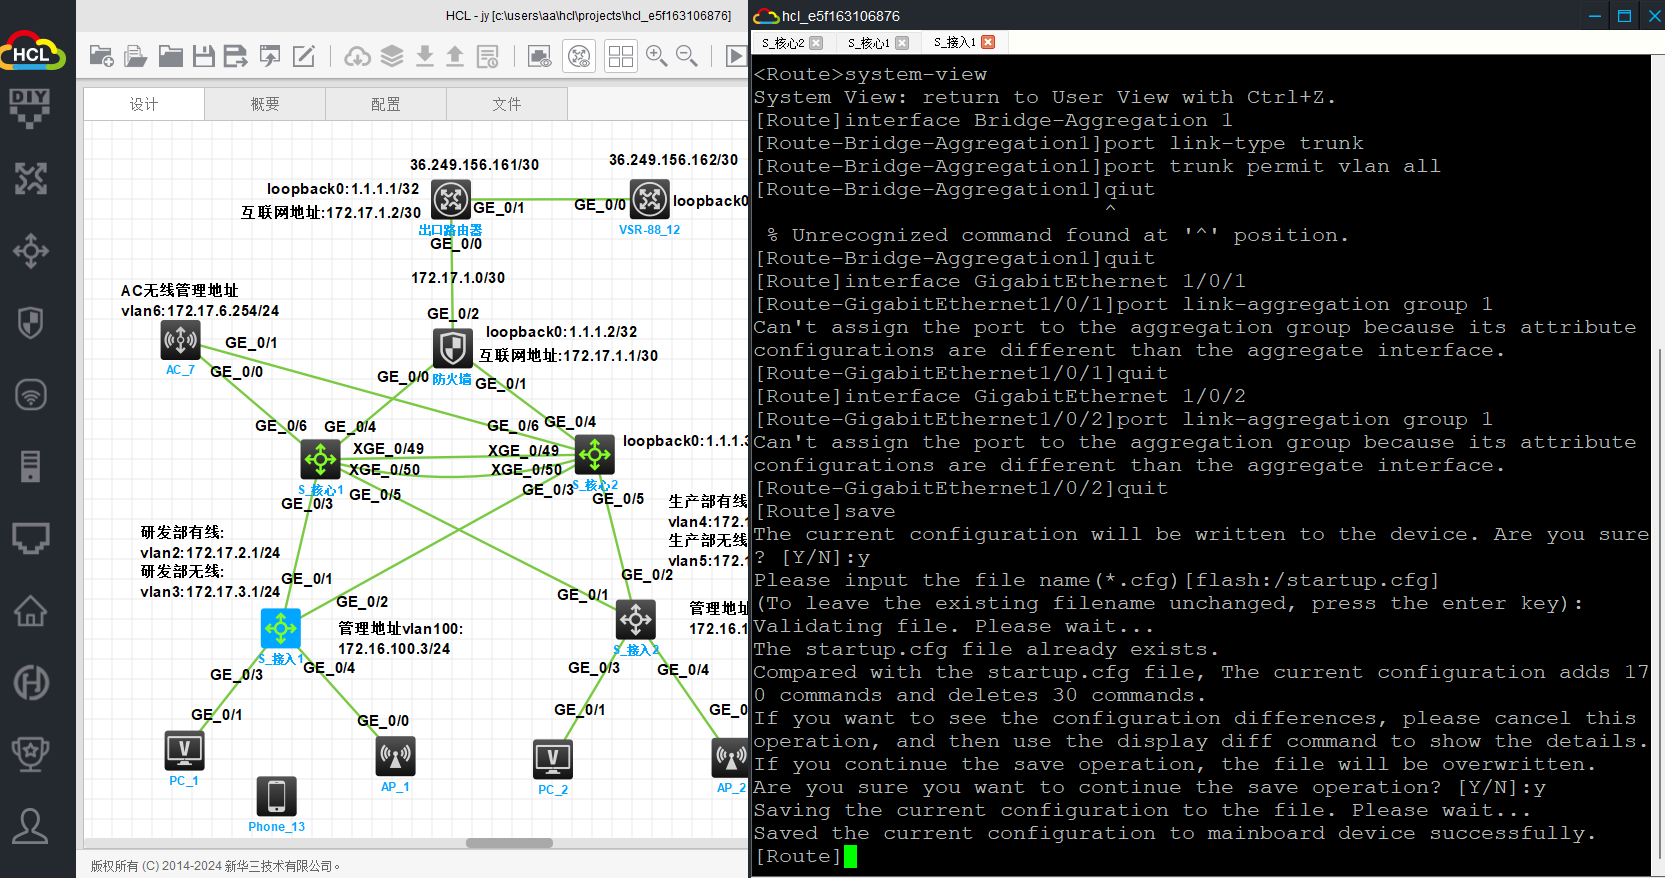 HCL - jy [c:\users\aa\hcl\projects\hcl_e5f163106876]
HCL
DIY
设计
概要
配置
文件
36.249.156.161/30
36.249.156.162/30
loopback0:1.1.1.1/32
互联网地址:172.17.1.2/30
GE_0/1
GE_0/0
loopback0
出口路由器
VSR-88_12
GE_0/0
172.17.1.0/30
AC无线管理地址
vlan6:172.17.6.254/24
GE_0/2
loopback0:1.1.1.2/32
互联网地址:172.17.1.1/30
GE_0/1
AC_7
GE_0/0
GE_0/0
防火墙
GE_0/1
GE_0/6
GE_0/4
GE_0/6
GE_0/4
loopback0:1.1.1.3
XGE_0/49
XGE_0/49
XGE_0/50
XGE_0/50
S_核心1
S_核心2
GE_0/5
GE_0/3
GE_0/5
GE_0/3
生产部有线
vlan4:172.1
生产部无线
vlan5:172.1
研发部有线:
vlan2:172.17.2.1/24
研发部无线:
vlan3:172.17.3.1/24
GE_0/1
GE_0/2
GE_0/2
GE_0/1
管理地址vlan100:
172.16.100.3/24
管理地址
172.16.1
S_接入1
S_接入2
GE_0/3
GE_0/4
GE_0/3
GE_0/4
GE_0/1
GE_0/0
GE_0/1
GE_0
PC_1
AP_1
PC_2
AP_2
Phone_13
版权所有 (C) 2014-2024 新华三技术有限公司。
hcl_e5f163106876
S_核心2
S_核心1
S_接入1
<Route>system-view
System View: return to User View with Ctrl+Z.
[Route]interface Bridge-Aggregation 1
[Route-Bridge-Aggregation1]port link-type trunk
[Route-Bridge-Aggregation1]port trunk permit vlan all
[Route-Bridge-Aggregation1]qiut
^
% Unrecognized command found at '^' position.
[Route-Bridge-Aggregation1]quit
[Route]interface GigabitEthernet 1/0/1
[Route-GigabitEthernet1/0/1]port link-aggregation group 1
Can't assign the port to the aggregation group because its attribute
configurations are different than the aggregate interface.
[Route-GigabitEthernet1/0/1]quit
[Route]interface GigabitEthernet 1/0/2
[Route-GigabitEthernet1/0/2]port link-aggregation group 1
Can't assign the port to the aggregation group because its attribute
configurations are different than the aggregate interface.
[Route-GigabitEthernet1/0/2]quit
[Route]save
The current configuration will be written to the device. Are you sure
? [Y/N]:y
Please input the file name(*.cfg)[flash:/startup.cfg]
(To leave the existing filename unchanged, press the enter key):
Validating file. Please wait...
The startup.cfg file already exists.
Compared with the startup.cfg file, The current configuration adds 17
0 commands and deletes 30 commands.
If you want to see the configuration differences, please cancel this
operation, and then use the display diff command to show the details.
If you continue the save operation, the file will be overwritten.
Are you sure you want to continue the save operation? [Y/N]:y
Saving the current configuration to the file. Please wait...
Saved the current configuration to mainboard device successfully.
[Route]